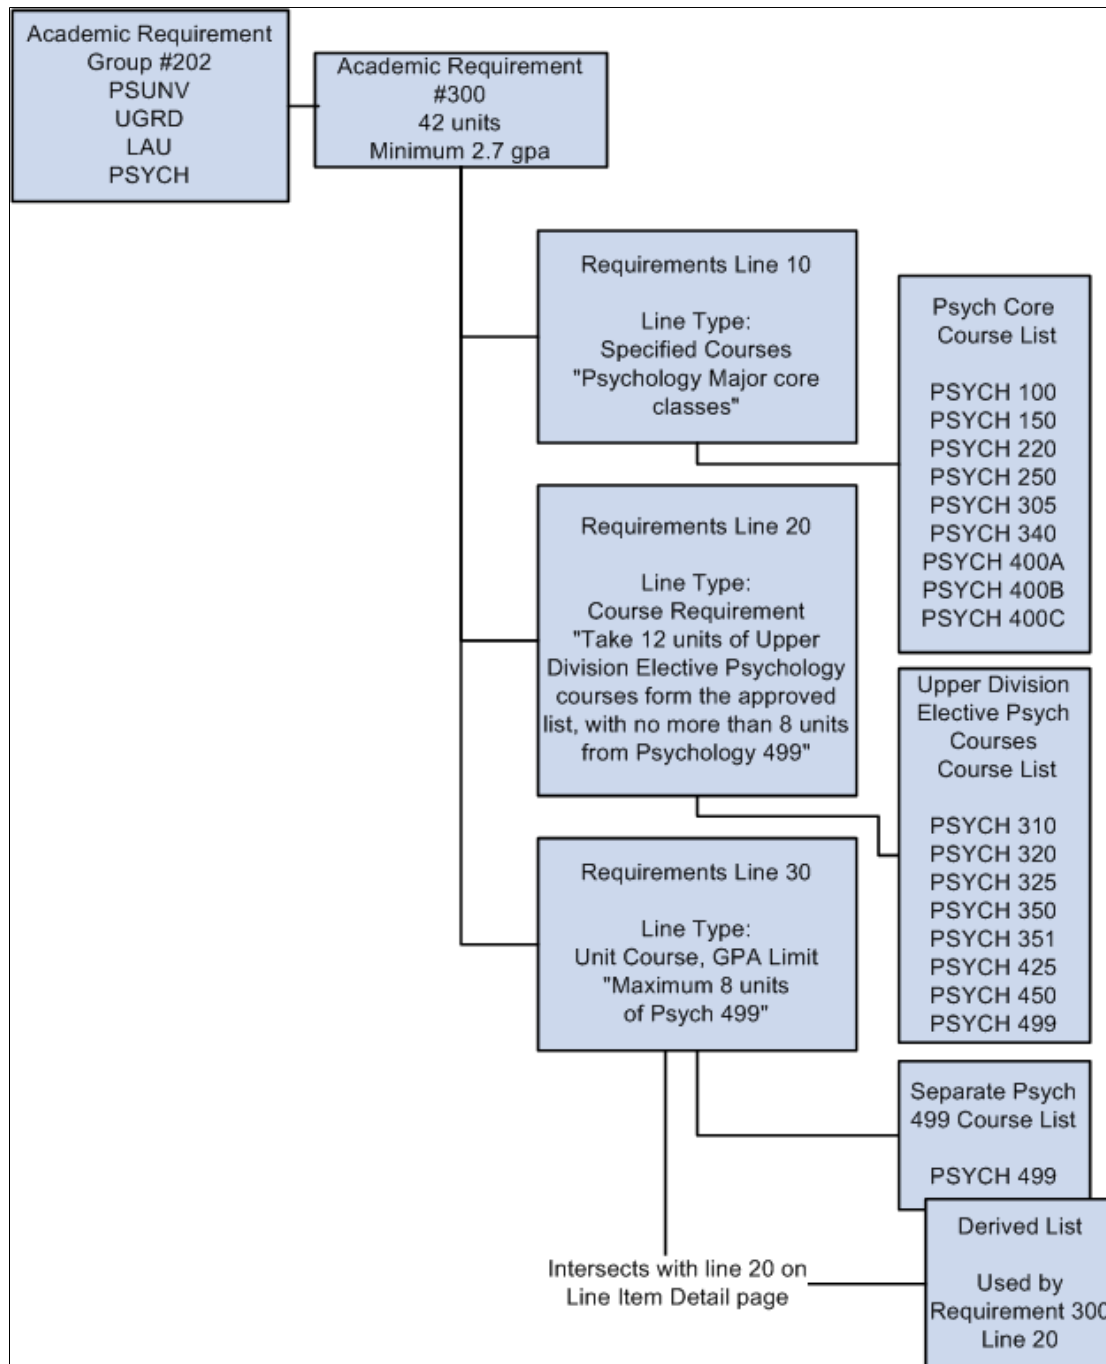 Academic Requirement
Group #202
PSUNV
UGRD
LAU
PSYCH
Academic Requirement
#300
42 units
Minimum 2.7 gpa
Requirements Line 10
Line Type:
Specified Courses
"Psychology Major core
classes"
Psych Core
Course List
PSYCH 100
PSYCH 150
PSYCH 220
PSYCH 250
PSYCH 305
PSYCH 340
PSYCH 400A
PSYCH 400B
PSYCH 400C
Requirements Line 20
Line Type:
Course Requirement
"Take 12 units of Upper
Division Elective Psychology
courses form the approved
list, with no more than 8 units
from Psychology 499"
Upper Division
Elective Psych
Courses
Course List
PSYCH 310
PSYCH 320
PSYCH 325
PSYCH 350
PSYCH 351
PSYCH 425
PSYCH 450
PSYCH 499
Requirements Line 30
Line Type:
Unit Course, GPA Limit
"Maximum 8 units
of Psych 499"
Separate Psych
499 Course List
PSYCH 499
Intersects with line 20 on
Line Item Detail page
Derived List
Used by
Requirement 300
Line 20